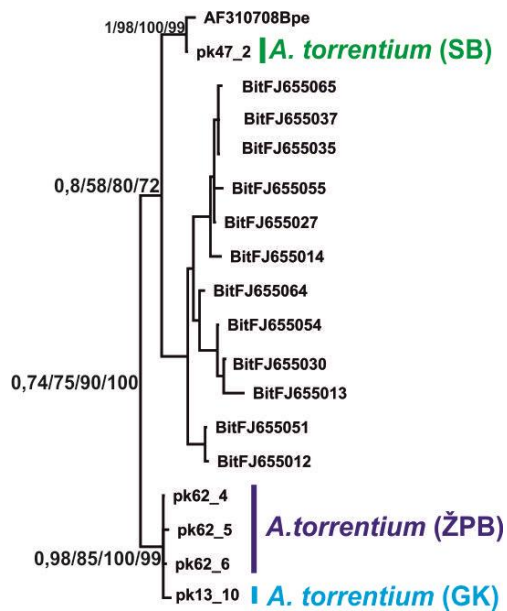 AF310708Bpe
1/98/100/99
pk47_2 A. torrentium (SB)
BitFJ655065
BitFJ655037
BitFJ655035
0,8/58/80/72
BitFJ655055
BitFJ655027
BitFJ655014
BitFJ655064
BitFJ655054
BitFJ655030
0,74/75/90/100
BitFJ655013
BitFJ655051
BitFJ655012
pk62_4
pk62_5 A.torrentium (ŽPB)
0,98/85/100/99
pk62_6
pk13_10 A. torrentium (GK)